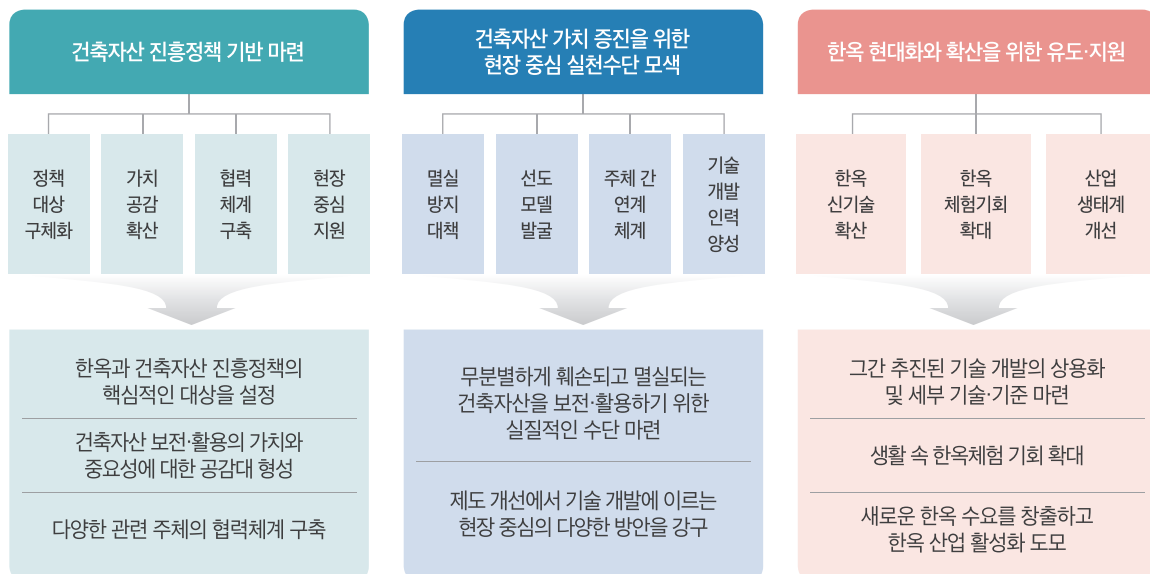 건축자산 진흥정책 기반 마련
정책
대상
구체화
가치
공감
확산
협력
체계
구축
현장
중심
지원
한옥과 건축자산 진흥정책의
핵심적인 대상을 설정
건축자산 보전·활용의 가치와
중요성에 대한 공감대 형성
다양한 관련 주체의 협력체계 구축
건축자산 가치 증진을 위한
현장 중심 실천수단 모색
멸실
방지
대책
선도
모델
발굴
주체 간
연계
체계
기술
개발
인력
양성
무분별하게 훼손되고 멸실되는
건축자산을 보전·활용하기 위한
실질적인 수단 마련
제도 개선에서 기술 개발에 이르는
현장 중심의 다양한 방안을 강구
한옥 현대화와 확산을 위한 유도·지원
한옥
신기술
확산
한옥
체험기회
확대
산업
생태계
개선
그간 추진된 기술 개발의 상용화
및 세부 기술·기준 마련
생활 속 한옥체험 기회 확대
새로운 한옥 수요를 창출하고
한옥 산업 활성화 도모